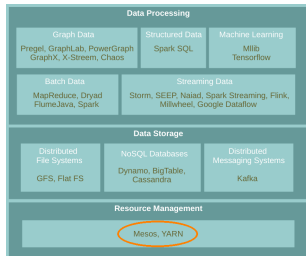 Data Processing
Graph Data
Pregel, GraphLab, PowerGraph
GraphX, X-Streem, Chaos
Structured Data
Spark SQL
Machine Learning
Mllib
Tensorflow
Batch Data
MapReduce, Dryad
FlumeJava, Spark
Streaming Data
Storm, SEEP, Naiad, Spark Streaming, Flink,
Millwheel, Google Dataflow
Data Storage
Distributed
File Systems
GFS, Flat FS
NoSQL Databases
Dynamo, BigTable,
Cassandra
Distributed
Messaging Systems
Kafka
Resource Management
Mesos, YARN